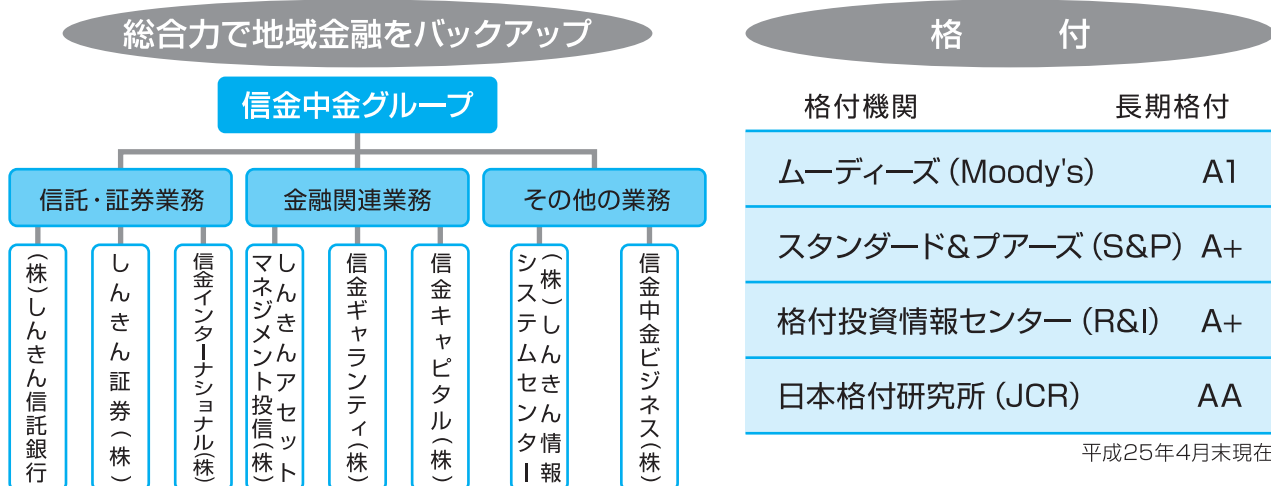 総合力で地域金融をバックアップ
信金中金グループ
信託・証券業務
金融関連業務
その他の業務
(株)しんきん信託銀行
しんきん証券(株)
信金インターナショナル(株)
しんきんアセット
マネジメント投信(株)
信金ギャランティ(株)
信金キャピタル(株)
(株)しんきん情報
システムセンター
信金中金ビジネス(株)
格付
格付機関 長期格付
ムーディーズ(Moody's) A1
スタンダード&プアーズ(S&P) A+
格付投資情報センター(R&I) A+
日本格付研究所(JCR) AA
平成25年4月末現在